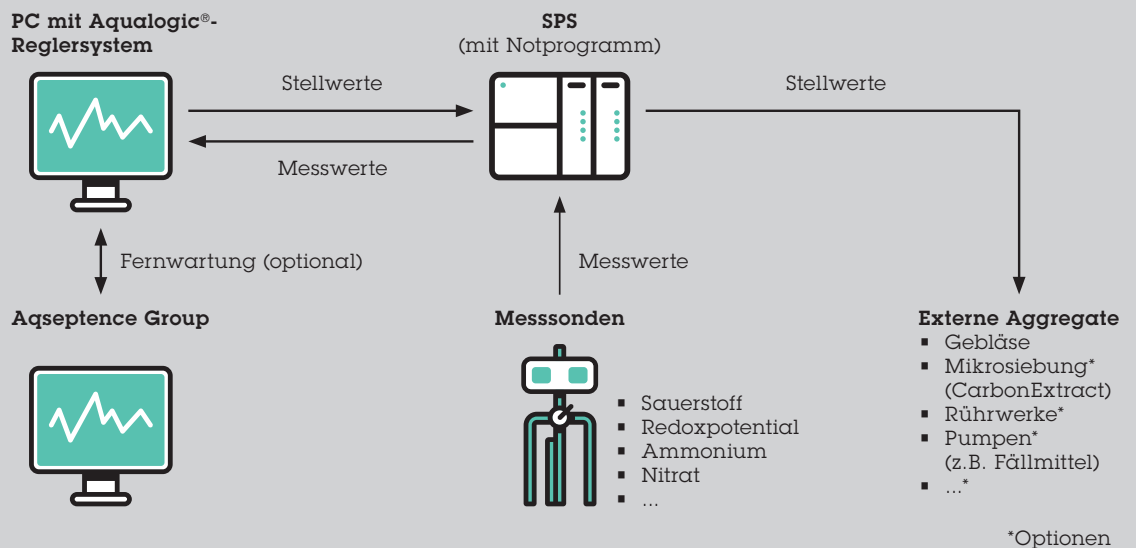 PC mit Aqualogic®-
Reglersystem
SPS
(mit Notprogramm)
Stellwerte
Stellwerte
Messwerte
Fernwartung (optional)
Messwerte
Aqseptence Group
Messsonden
▪ Sauerstoff
▪ Redoxpotential
▪ Ammonium
▪ Nitrat
▪ ...
Externe Aggregate
▪ Gebläse
▪ Mikrosiebung*
(CarbonExtract)
▪ Rührwerke*
▪ Pumpen*
(z.B. Fällmittel)
▪ ...*
*Optionen